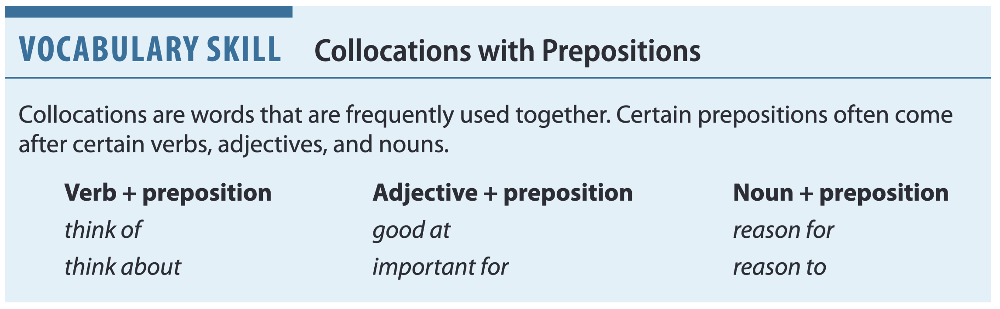 VOCABULARY SKILL Collocations with Prepositions
Collocations are words that are frequently used together. Certain prepositions often come
after certain verbs, adjectives, and nouns.
Verb + preposition Adjective + preposition Noun + preposition
think of good at reason for
think about important for reason to